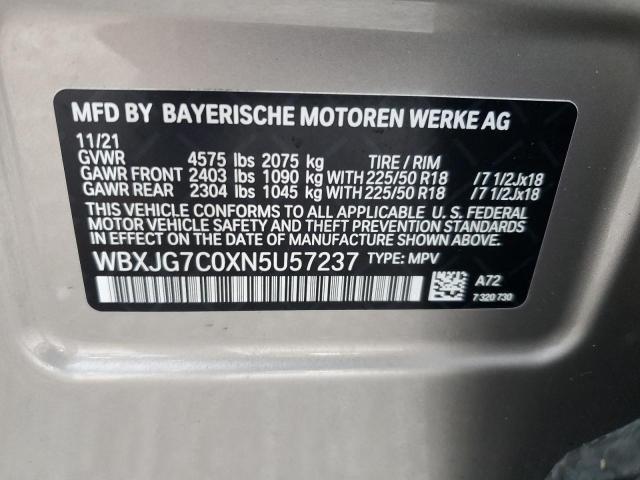 MFD BY BAYERISCHE MOTOREN WERKE AG
11/21
GVWR 4575 lbs 2075 kg TIRE / RIM
GAWR FRONT 2403 lbs 1090 kg WITH 225/50 R18 /7 1/2Jx18
GAWR REAR 2304 lbs 1045 kg WITH 225/50 R18 /7 1/2Jx18
THIS VEHICLE CONFORMS TO ALL APPLICABLE U. S. FEDERAL
MOTOR VEHICLE SAFETY, BUMPER AND THEFT PREVENTION
STANDARDS IN EFFECT ON THE DATE OF MANUFACTURE SHOWN ABOVE.
WBXJG7C0XN5U57237 TYPE: MPV
A72
7 320 730